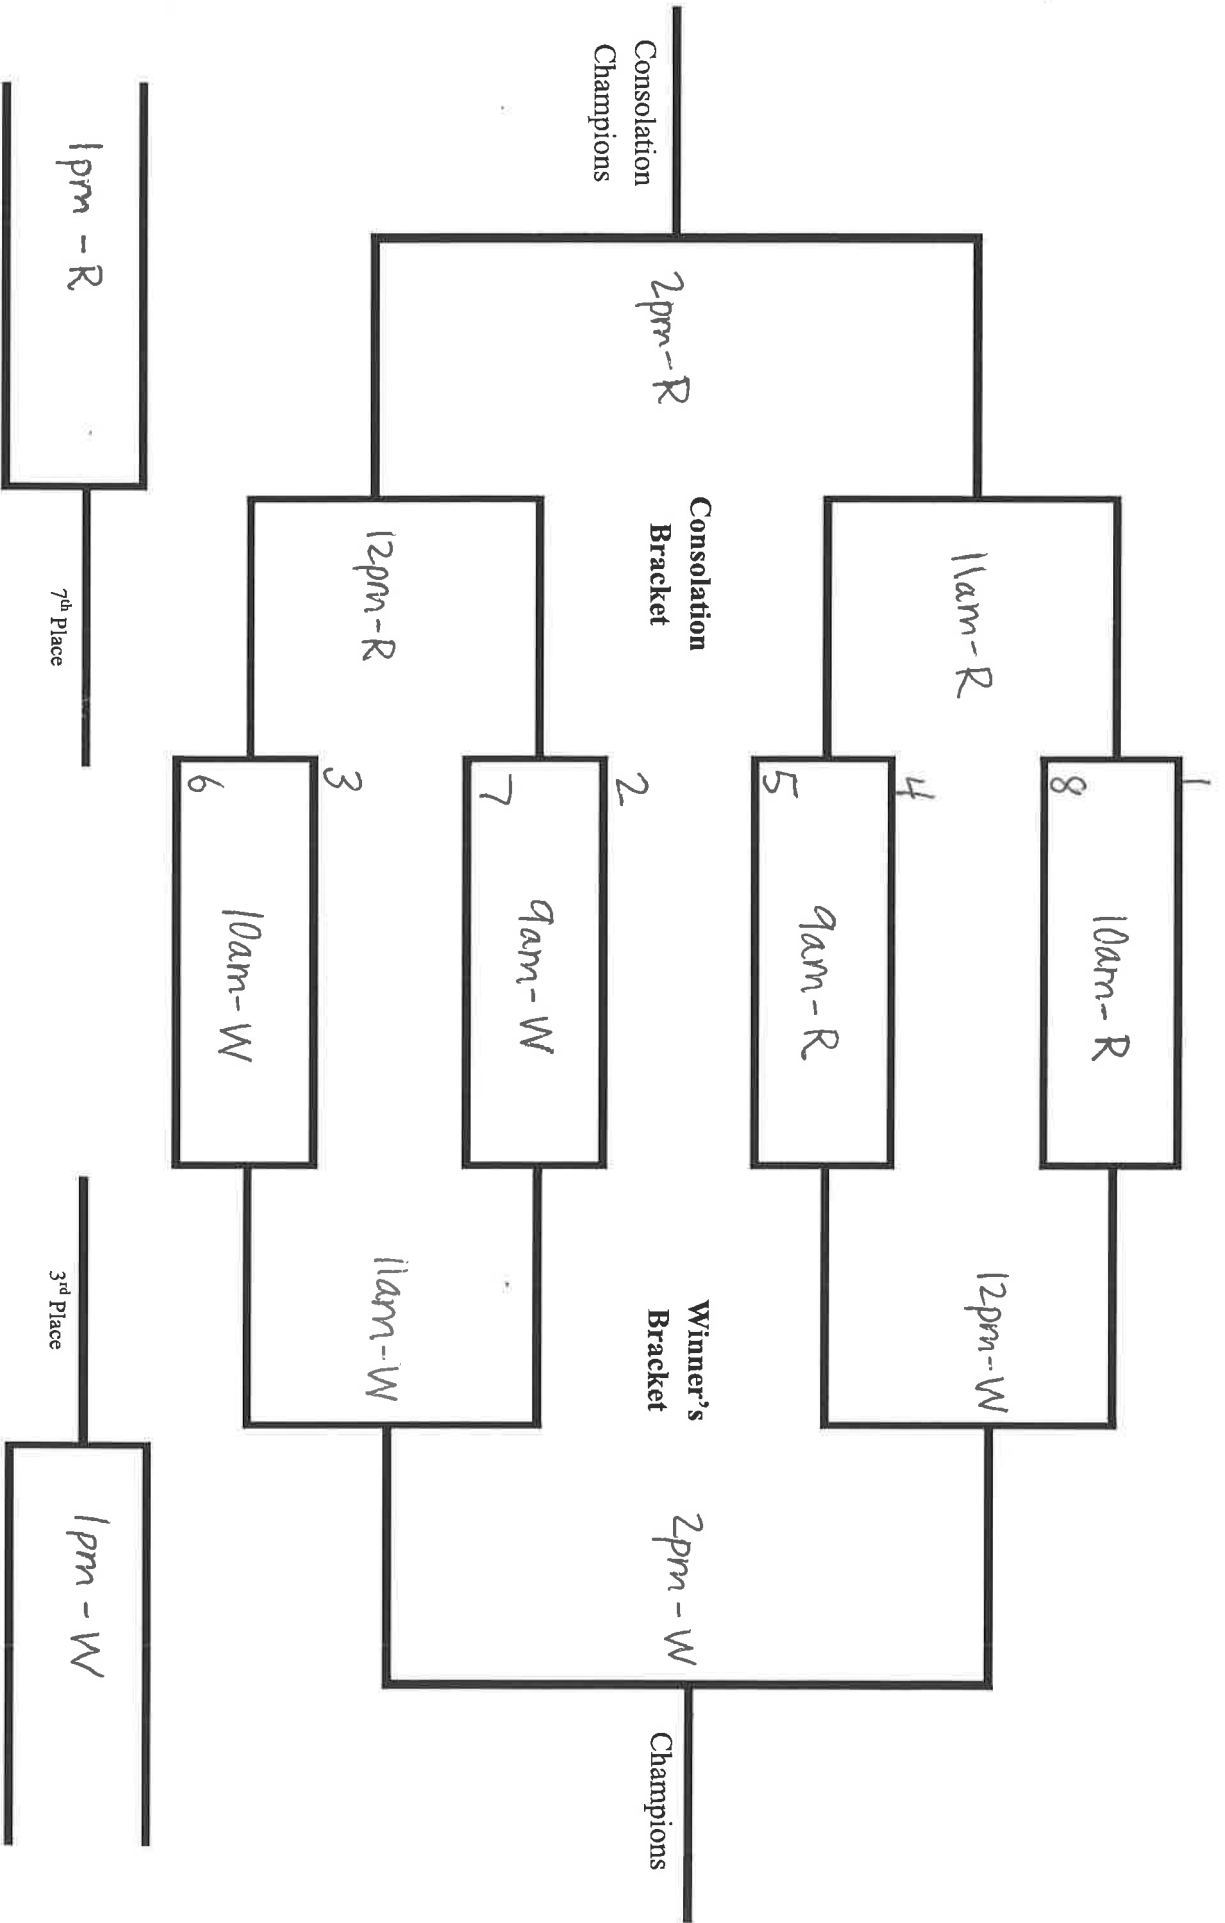 1
10am-R
8
12pm-W
11am-R
4
9am-R
5
Consolation
Bracket
Winner's
Bracket
2pm-R
2pm-W
Champions
Consolation
Champions
2
9am-W
7
12pm-R
11am-W
3
10am-W
6
1pm-R
7th Place
3rd Place
1pm-W